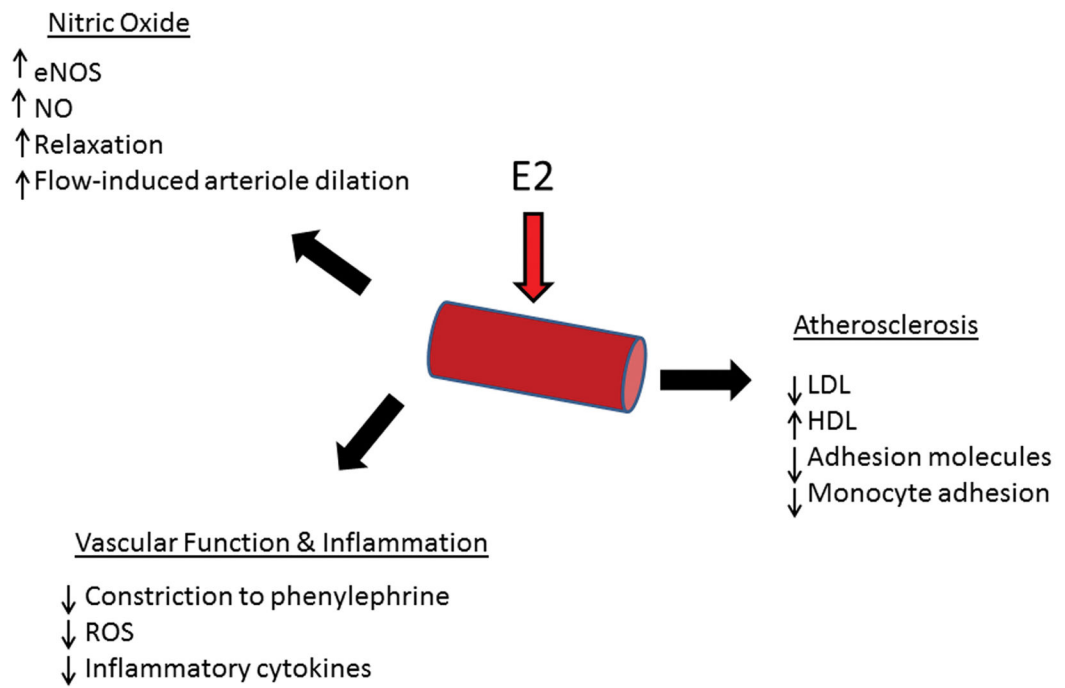 Nitric Oxide
↑ eNOS
↑ NO
↑ Relaxation
↑ Flow-induced arteriole dilation
E2
Atherosclerosis
↓ LDL
↑ HDL
↓ Adhesion molecules
↓ Monocyte adhesion
Vascular Function & Inflammation
↓ Constriction to phenylephrine
↓ ROS
↓ Inflammatory cytokines